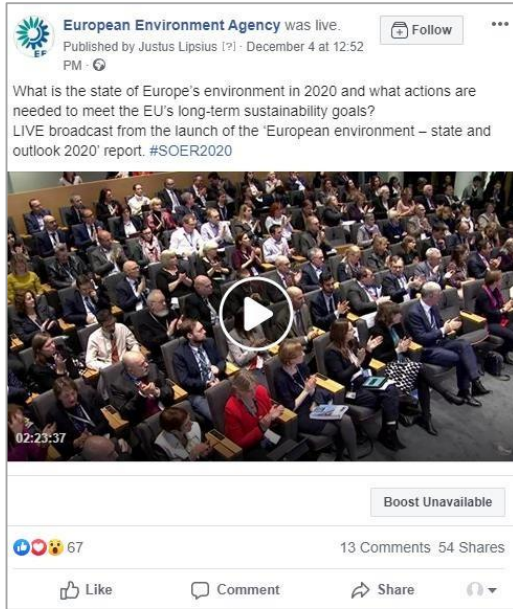 European Environment Agency was live.
Follow
Published by Justus Lipsius [?] · December 4 at 12:52
PM ·
What is the state of Europe's environment in 2020 and what actions are
needed to meet the EU's long-term sustainability goals?
LIVE broadcast from the launch of the 'European environment – state and
outlook 2020' report. #SOER2020
02:23:37
Boost Unavailable
67
13 Comments 54 Shares
Like
Comment
Share